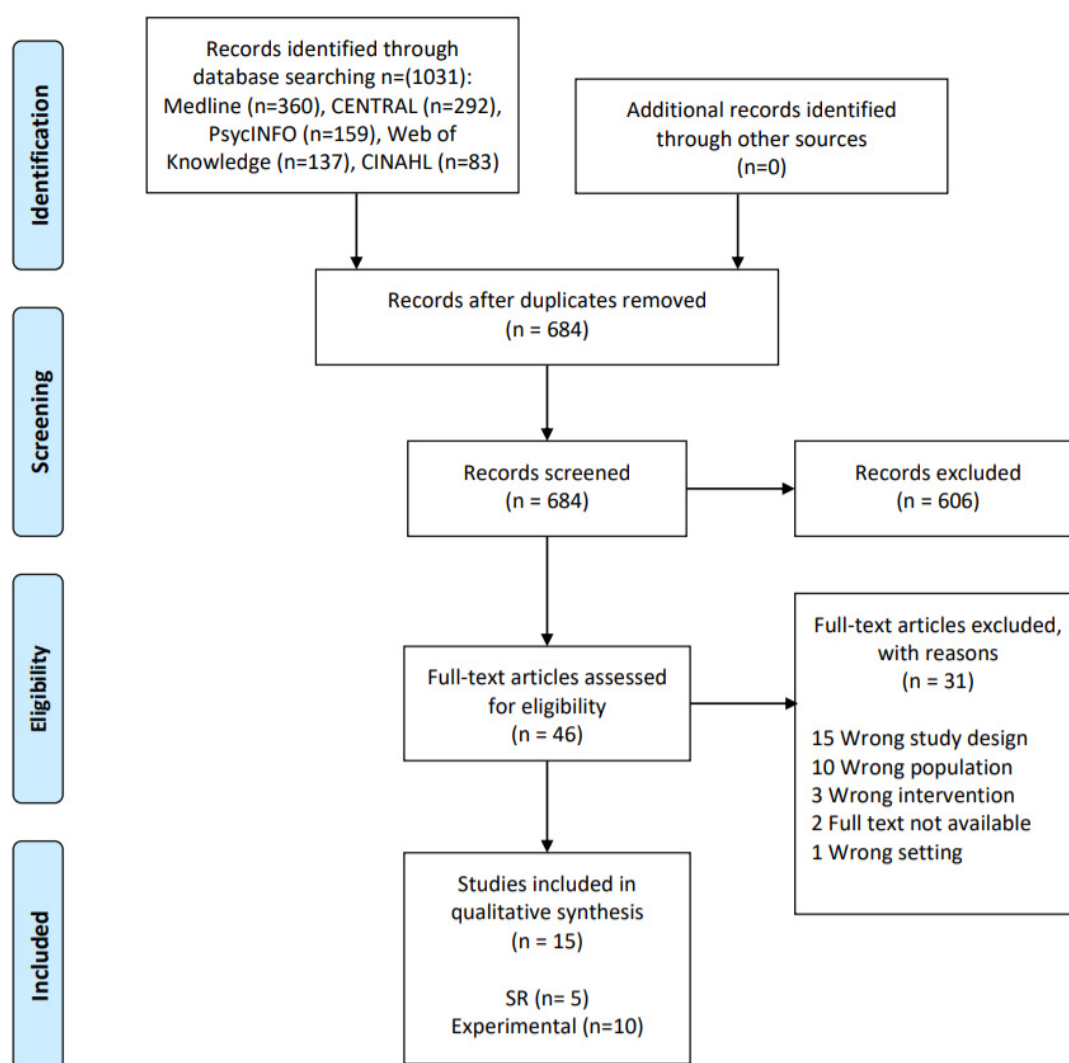 Identification
Records identified through
database searching n=(1031):
Medline (n=360), CENTRAL (n=292),
PsycINFO (n=159), Web of
Knowledge (n=137), CINAHL (n=83)
Additional records identified
through other sources
(n=0)
Records after duplicates removed
(n = 684)
Screening
Records screened
(n = 684)
Records excluded
(n = 606)
Eligibility
Full-text articles assessed
for eligibility
(n = 46)
Full-text articles excluded,
with reasons
(n = 31)
15 Wrong study design
10 Wrong population
3 Wrong intervention
2 Full text not available
1 Wrong setting
Included
Studies included in
qualitative synthesis
(n = 15)
SR (n= 5)
Experimental (n=10)